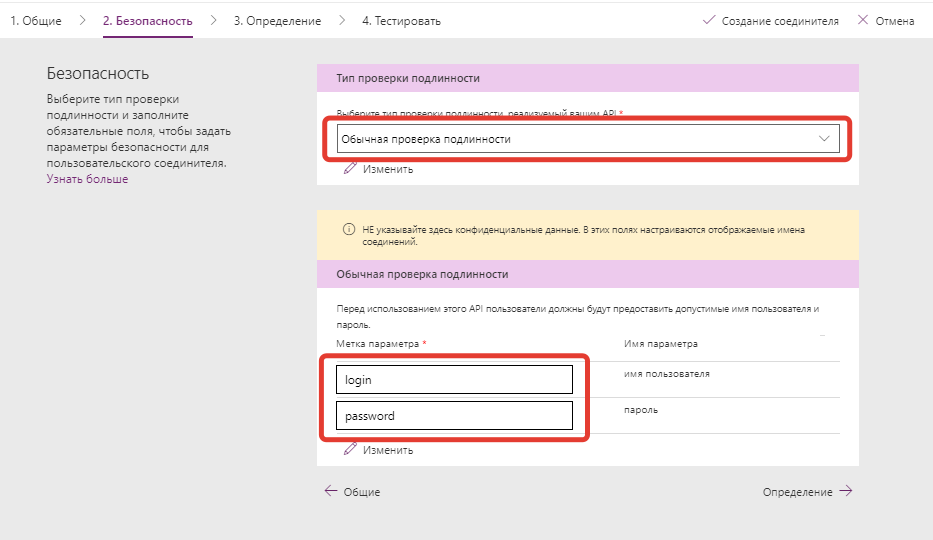 1. Общие
2. Безопасность
3. Определение
4. Тестировать
Создание соединителя
Отмена
Безопасность
Выберите тип проверки
подлинности и заполните
обязательные поля, чтобы задать
параметры безопасности для
пользовательского соединителя.
Узнать больше
Тип проверки подлинности
Выберите тип проверки подлинности, реализуемый вашим API *
Обычная проверка подлинности
Изменить
НЕ указывайте здесь конфиденциальные данные. В этих полях настраиваются отображаемые имена
соединений.
Обычная проверка подлинности
Перед использованием этого API пользователи должны будут предоставить допустимые имя пользователя и
пароль.
Метка параметра *
Имя параметра
login
имя пользователя
password
пароль
Изменить
Общие
Определение